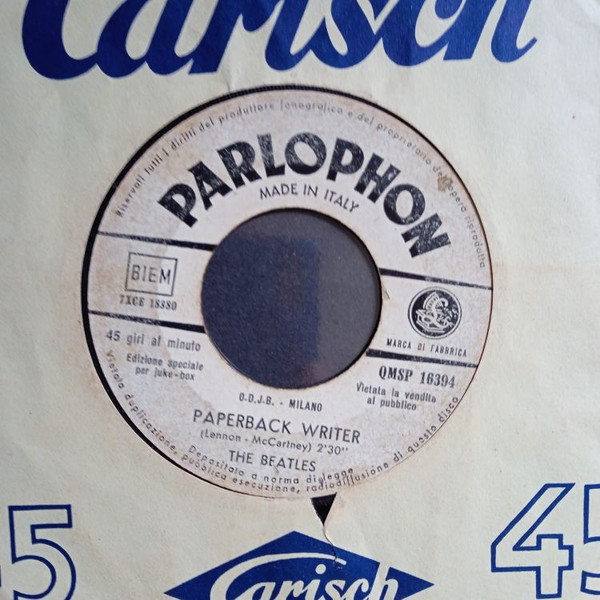 Carisch
Riservati tutti i diritti del produttore fonografico e del proprietario dell'opera riprodotta
PARLOPHON
MADE IN ITALY
BIEM
7XCE 18380
MARCA DI FABBRICA
45 giri al minuto
Edizione speciale
per juke-box
QMSP 16394
Vietata la vendita
al pubblico
O.D.J.B. - MILANO
PAPERBACK WRITER
(Lennon - McCartney) 2'30"
THE BEATLES
Depositato a norma di legge
Vietata duplicazione, pubblica esecuzione, radiodiffusione di questo disco
45
45
Carisch